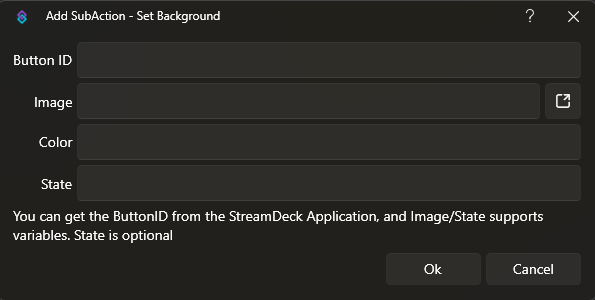 Add SubAction - Set Background
?
Button ID
Image
Color
State
You can get the ButtonID from the StreamDeck Application, and Image/State supports
variables. State is optional
Ok Cancel